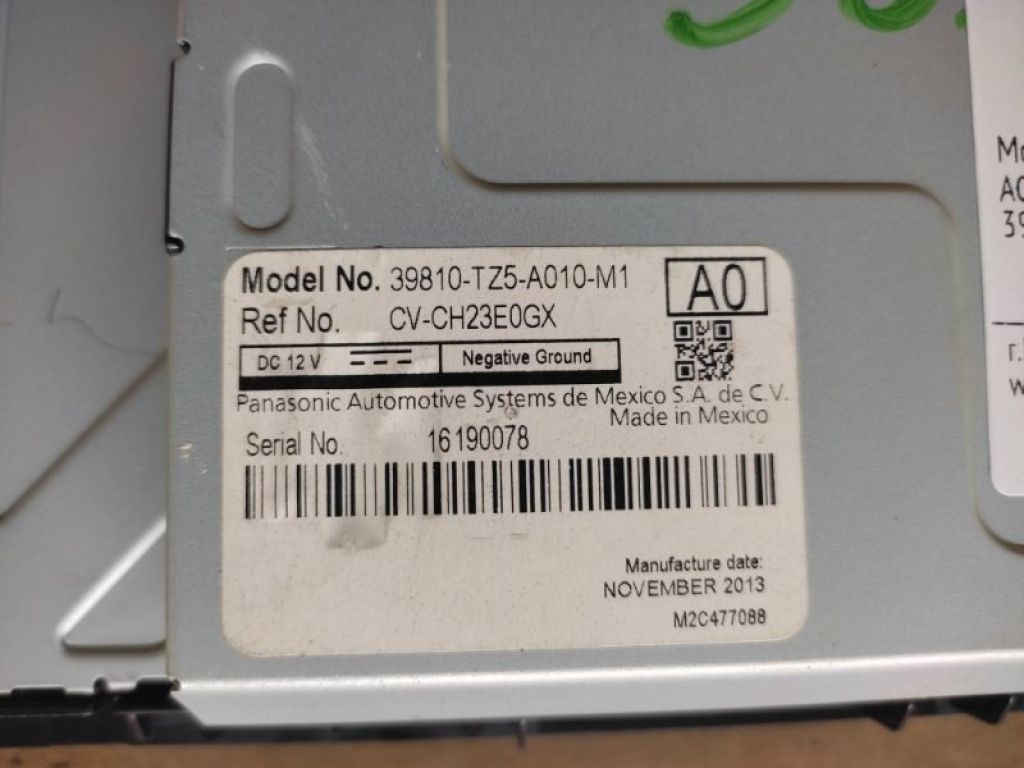 Model No. 39810-TZ5-A010-M1
A0
Ref No. CV-CH23E0GX
DC 12 V
Negative Ground
Panasonic Automotive Systems de Mexico S.A. de C.V.
Made in Mexico
Serial No. 16190078
Manufacture date:
NOVEMBER 2013
M2C477088